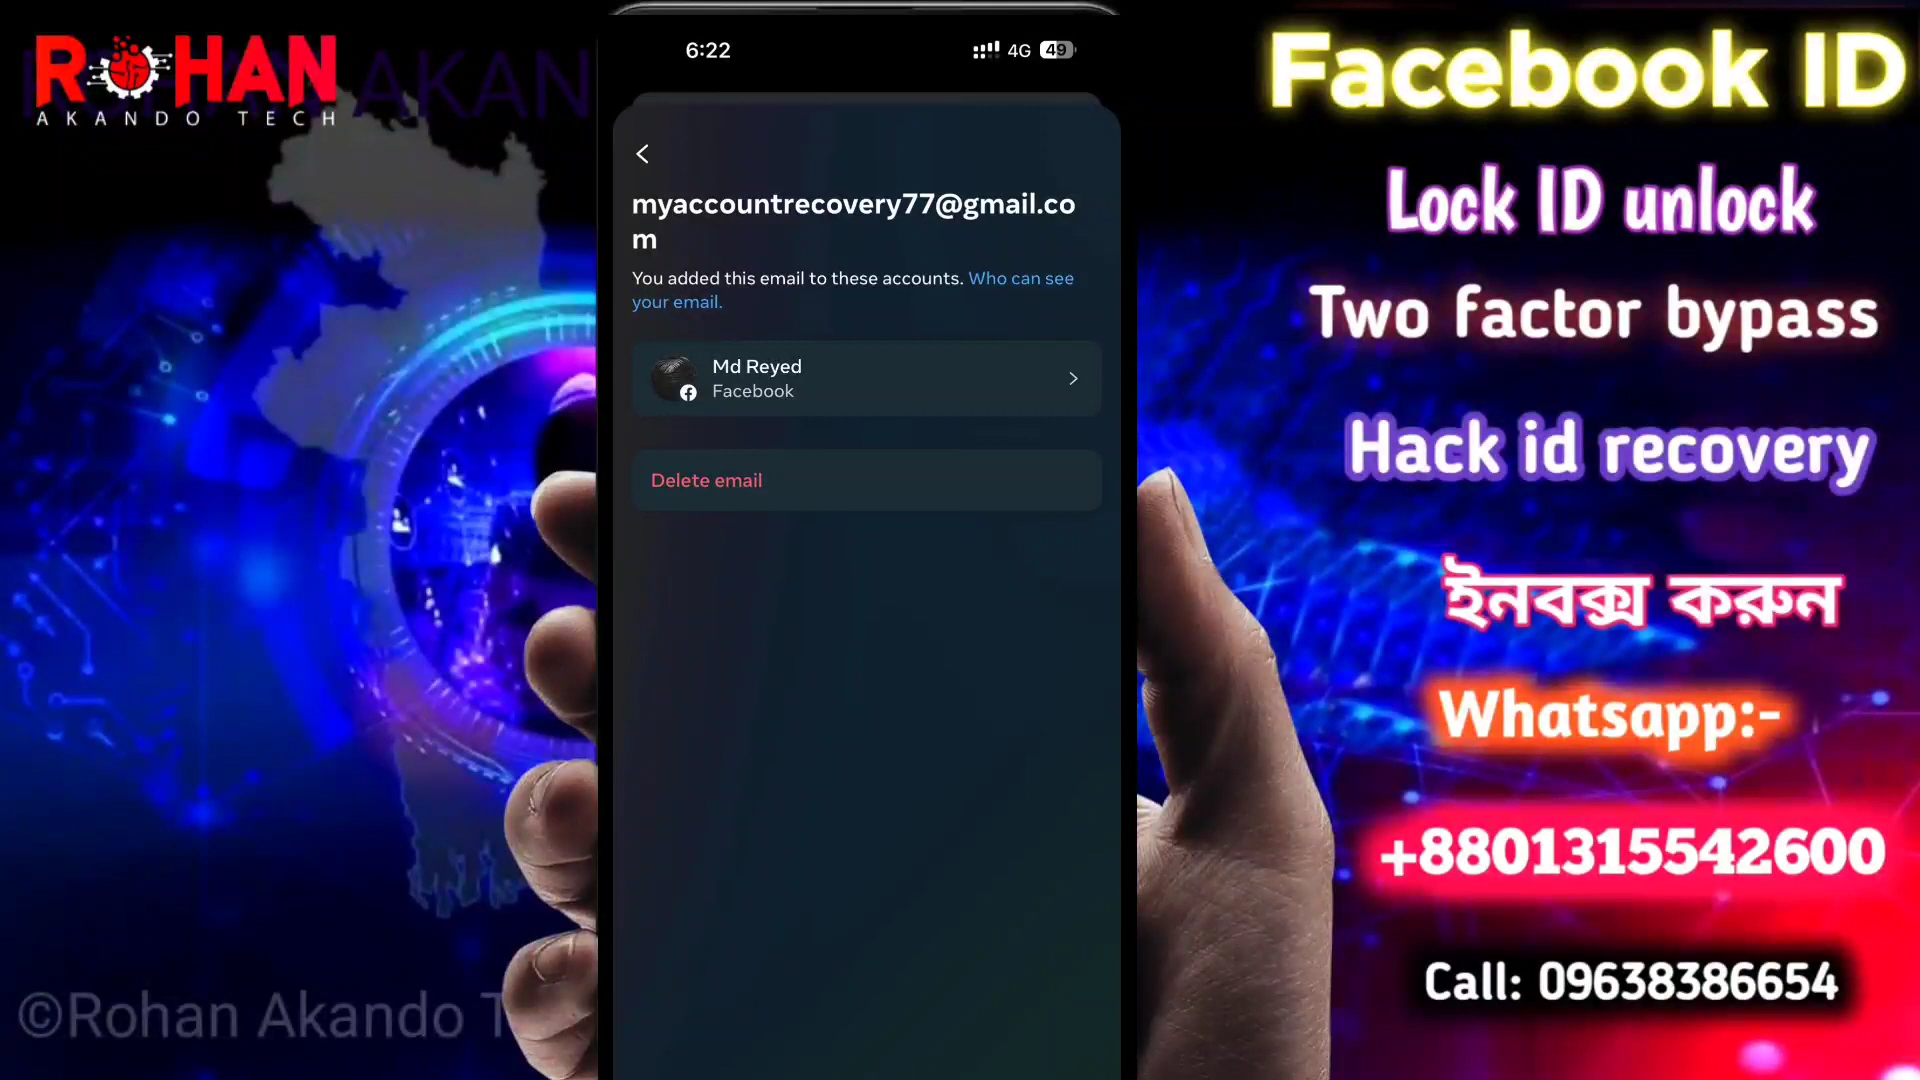 ROHAN
AKANDO TECH
AKAN
6:22
4G 49
myaccountrecovery77@gmail.co
m
You added this email to these accounts. Who can see
your email.
Md Reyed
Facebook
Delete email
Facebook ID
Lock ID unlock
Two factor bypass
Hack id recovery
ইনবক্স করুন
Whatsapp:-
+8801315542600
Call: 09638386654
©Rohan Akando T